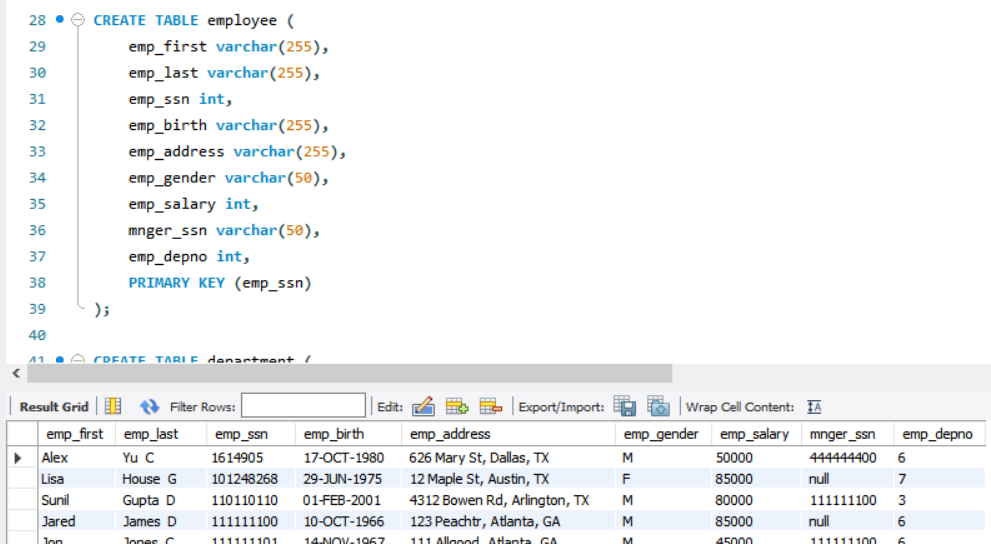 28 CREATE TABLE employee (
29 emp_first varchar(255),
30 emp_last varchar(255),
31 emp_ssn int,
32 emp_birth varchar(255),
33 emp_address varchar(255),
34 emp_gender varchar(50),
35 emp_salary int,
36 mnger_ssn varchar(50),
37 emp_depno int,
38 PRIMARY KEY (emp_ssn)
39 );
40
41 CREATE TABLE department (
Result Grid Filter Rows: Edit: Export/Import: Wrap Cell Content: IA
emp_first emp_last emp_ssn emp_birth emp_address emp_gender emp_salary mnger_ssn emp_depno
Alex Yu C 1614905 17-OCT-1980 626 Mary St, Dallas, TX M 50000 444444400 6
Lisa House G 101248268 29-JUN-1975 12 Maple St, Austin, TX F 85000 null 7
Sunil Gupta D 110110110 01-FEB-2001 4312 Bowen Rd, Arlington, TX M 80000 111111100 3
Jared James D 111111100 10-OCT-1966 123 Peachtr, Atlanta, GA M 85000 null 6
Jon Jones C 111111101 14-NOV-1967 111 Allgood, Atlanta, GA M 45000 111111100 6